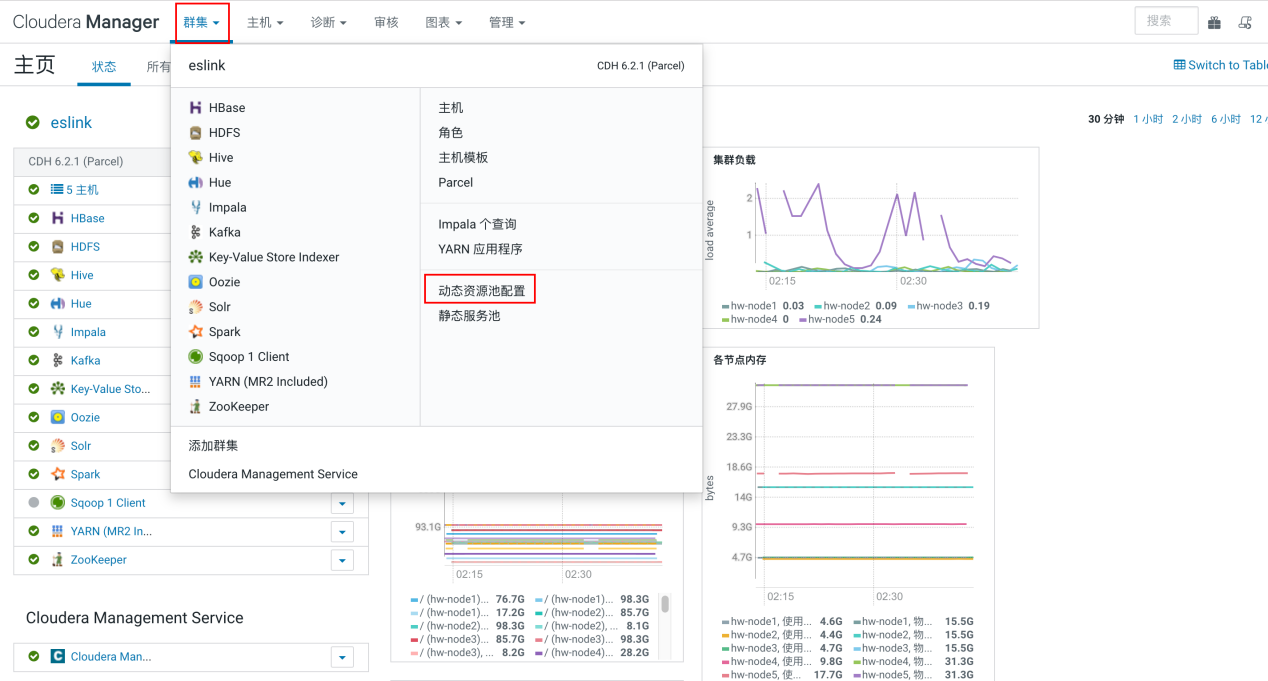 Cloudera Manager 群集 主机 诊断 审核 图表 管理 搜索
主页 状态 所有 Switch to Table
eslink CDH 6.2.1 (Parcel)
HBase
HDFS
Hive
Hue
Impala
Kafka
Key-Value Store Indexer
Oozie
Solr
Spark
Sqoop 1 Client
YARN (MR2 Included)
ZooKeeper
主机
角色
主机模板
Parcel
Impala 个查询
YARN 应用程序
动态资源池配置
静态服务池
添加群集
Cloudera Management Service
eslink
30 分钟 1 小时 2 小时 6 小时 12
CDH 6.2.1 (Parcel)
5 主机
HBase
HDFS
Hive
Hue
Impala
Kafka
Key-Value Sto...
Oozie
Solr
Spark
Sqoop 1 Client
YARN (MR2 In...
ZooKeeper
Cloudera Management Service
Cloudera Man...
93.1G
02:15 02:30
/ (hw-node1)... 76.7G / (hw-node1)... 98.3G
/ (hw-node1)... 17.2G / (hw-node2)... 85.7G
/ (hw-node2)... 98.3G / (hw-node2), ... 8.1G
/ (hw-node3)... 85.7G / (hw-node3)... 98.3G
/ (hw-node3), ... 8.2G / (hw-node4)... 28.2G
集群负载
load average
2
1
02:15 02:30
hw-node1 0.03 hw-node2 0.09 hw-node3 0.19
hw-node4 0 hw-node5 0.24
各节点内存
bytes
27.9G
23.3G
18.6G
14G
9.3G
4.7G
02:15 02:30
hw-node1, 使用... 4.6G hw-node1, 物... 15.5G
hw-node2, 使用... 4.4G hw-node2, 物... 15.5G
hw-node3, 使用... 4.7G hw-node3, 物... 15.5G
hw-node4, 使用... 9.8G hw-node4, 物... 31.3G
hw-node5, 使... 17.7G hw-node5, 物... 31.3G